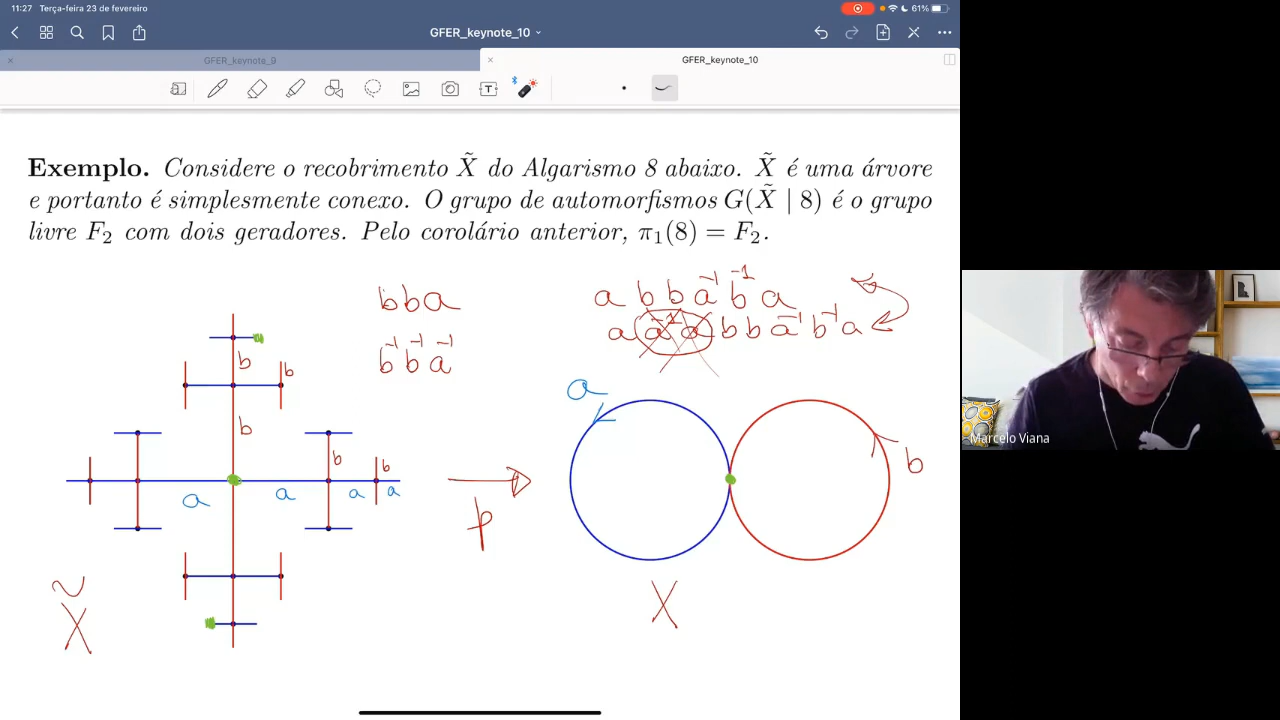 11:27 Terça-feira 23 de fevereiro
61%
GFER_keynote_10
GFER_keynote_9
GFER_keynote_10
T
Exemplo. Considere o recobrimento X̃ do Algarismo 8 abaixo. X̃ é uma árvore
e portanto é simplesmente conexo. O grupo de automorfismos G(X̃ | 8) é o grupo
livre F₂ com dois geradores. Pelo corolário anterior, π₁(8) = F₂.
bba
b⁻¹ b⁻¹ a⁻¹
a b b a⁻¹ b⁻¹ a
a a⁻¹ a b b a⁻¹ b⁻¹ a
b
b
b
b
b
a
a
a
a
p
a
b
X̃
X
Marcelo Viana